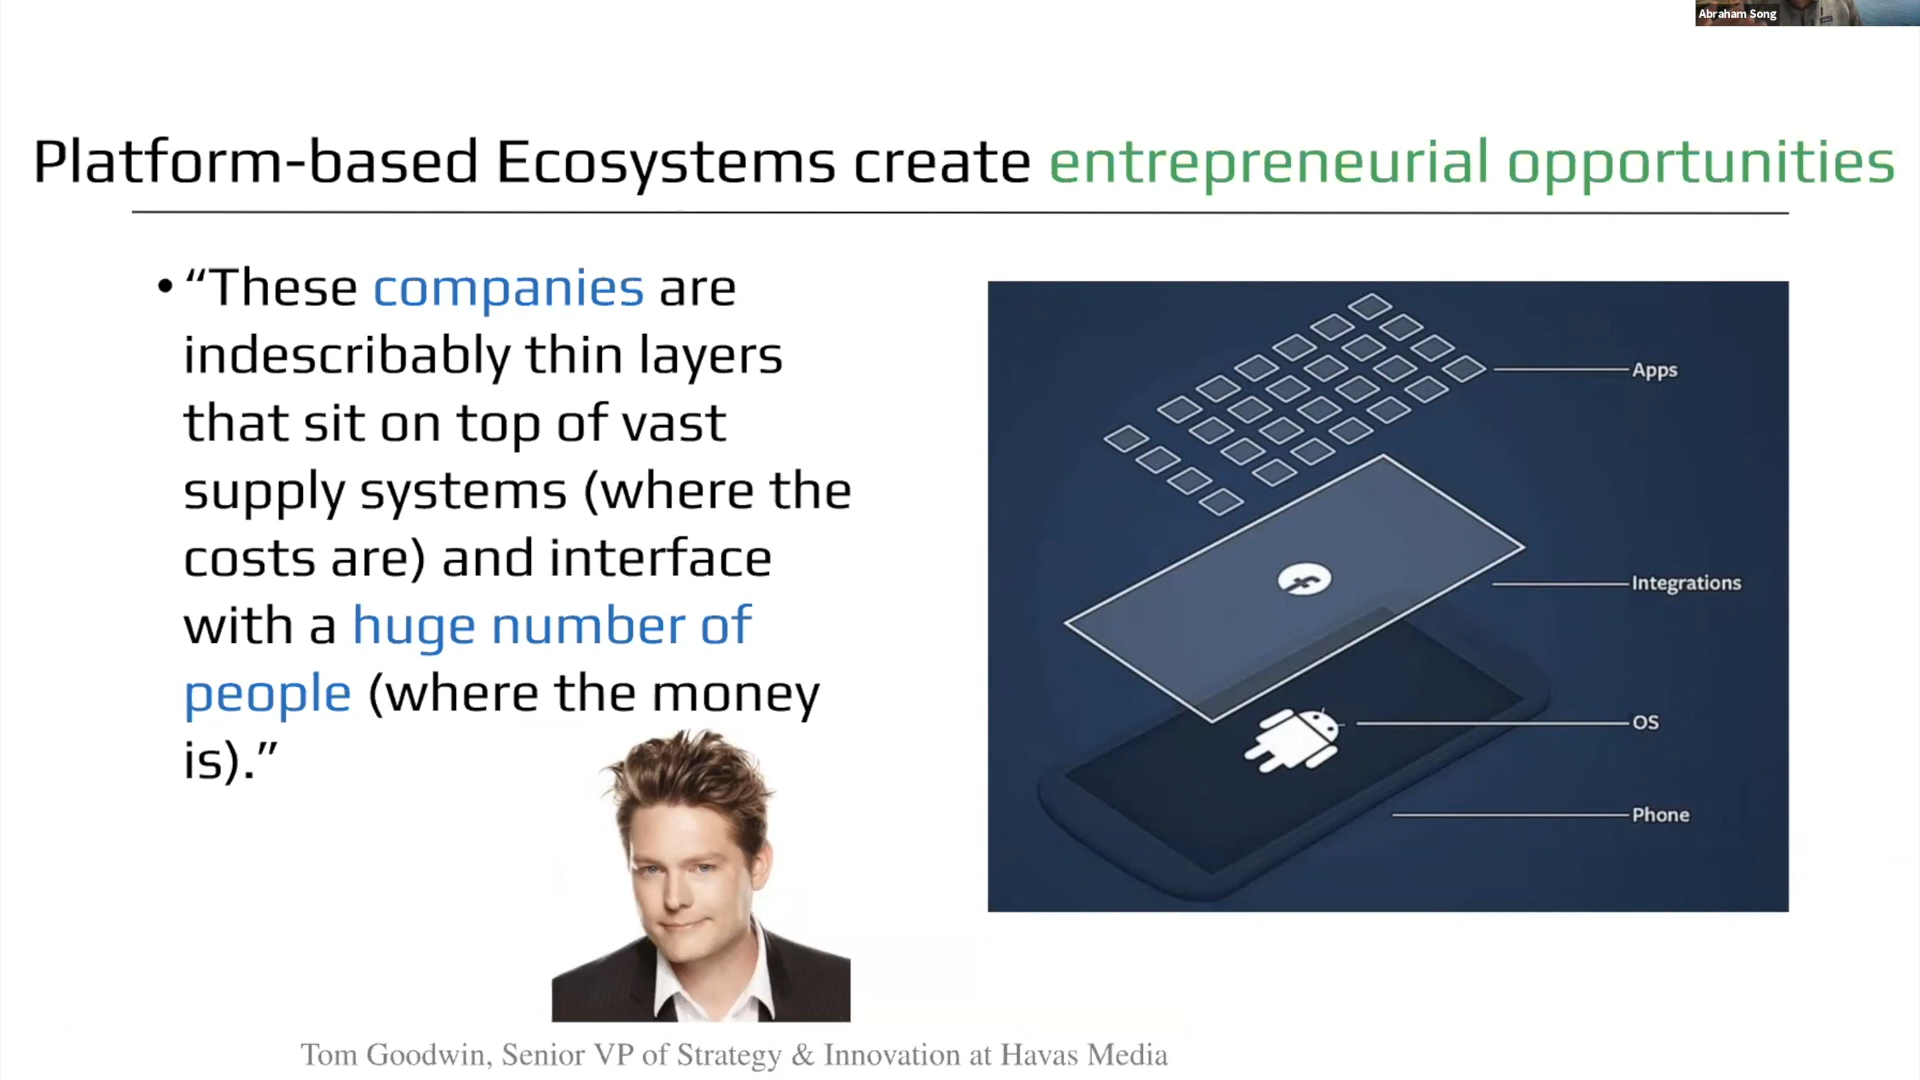 Abraham Song
Platform-based Ecosystems create entrepreneurial opportunities
• “These companies are
indescribably thin layers
that sit on top of vast
supply systems (where the
costs are) and interface
with a huge number of
people (where the money
is).”
Apps
Integrations
OS
Phone
Tom Goodwin, Senior VP of Strategy & Innovation at Havas Media